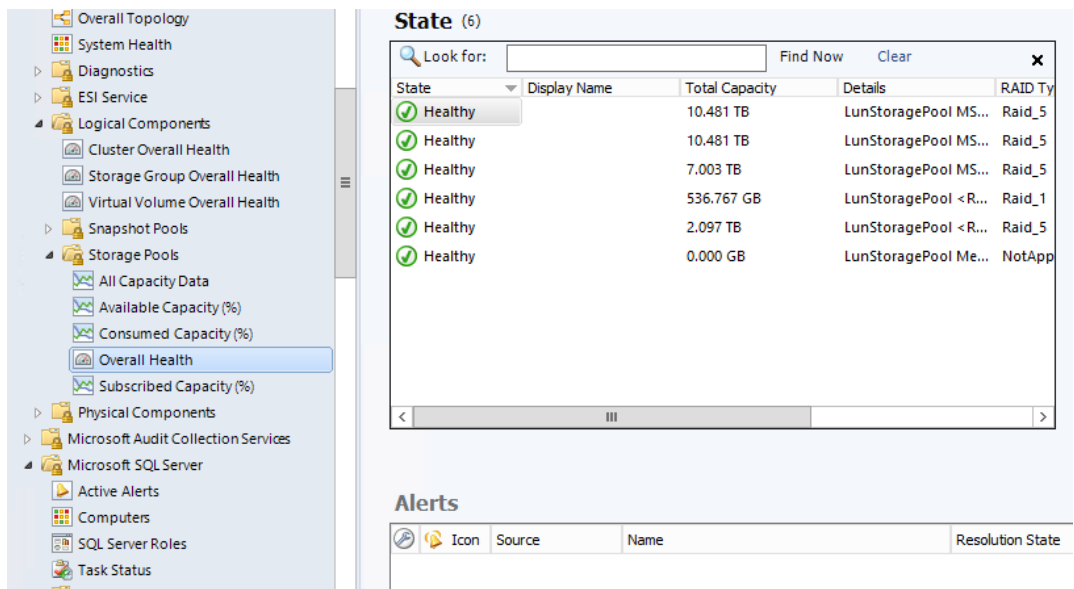 Overall Topology
System Health
Diagnostics
ESI Service
Logical Components
Cluster Overall Health
Storage Group Overall Health
Virtual Volume Overall Health
Snapshot Pools
Storage Pools
All Capacity Data
Available Capacity (%)
Consumed Capacity (%)
Overall Health
Subscribed Capacity (%)
Physical Components
Microsoft Audit Collection Services
Microsoft SQL Server
Active Alerts
Computers
SQL Server Roles
Task Status
State (6)
Look for: Find Now Clear
State Display Name Total Capacity Details RAID Ty
Healthy 10.481 TB LunStoragePool MS... Raid_5
Healthy 10.481 TB LunStoragePool MS... Raid_5
Healthy 7.003 TB LunStoragePool MS... Raid_5
Healthy 536.767 GB LunStoragePool <R... Raid_1
Healthy 2.097 TB LunStoragePool <R... Raid_5
Healthy 0.000 GB LunStoragePool Me... NotApp
Alerts
Icon Source Name Resolution State